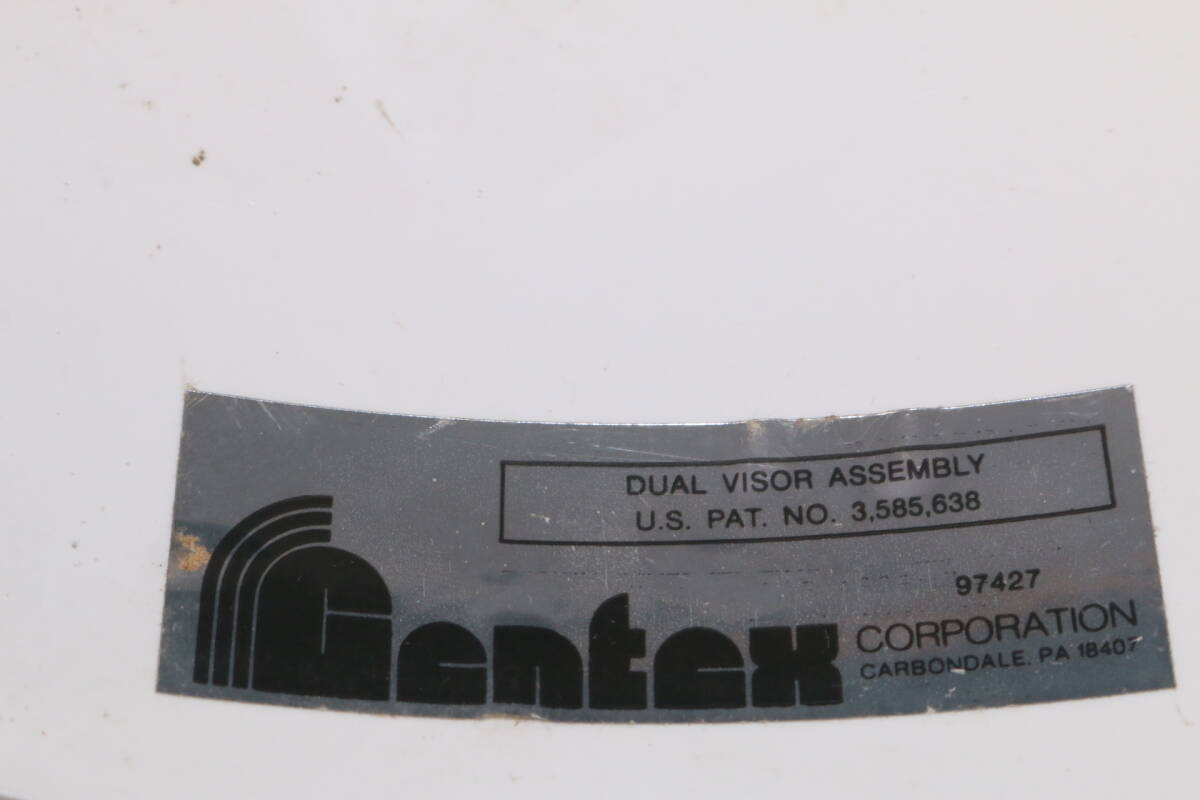 DUAL VISOR ASSEMBLY
U.S. PAT. NO. 3,585,638
97427
Gentex CORPORATION
CARBONDALE, PA 18407